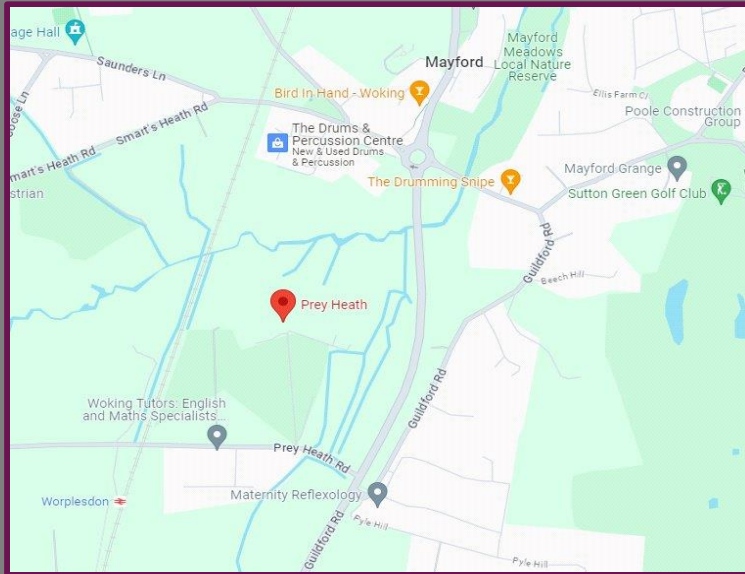 age Hall
Saunders Ln
oose Ln
Smart's Heath Rd
mart's Heath Rd
strian
Mayford
Mayford
Meadows
Local Nature
Reserve
Bird In Hand - Woking
The Drums &
Percussion Centre
New & Used Drums
& Percussion
The Drumming Snipe
Ellis Farm Cl
Poole Construction
Group
Mayford Grange
Sutton Green Golf Club
Guildford Rd
Beech Hill
Prey Heath
Guildford Rd
Woking Tutors: English
and Maths Specialists...
Prey Heath Rd
Worplesdon
Maternity Reflexology
Guildford Rd
Pyle Hill
Pyle Hill